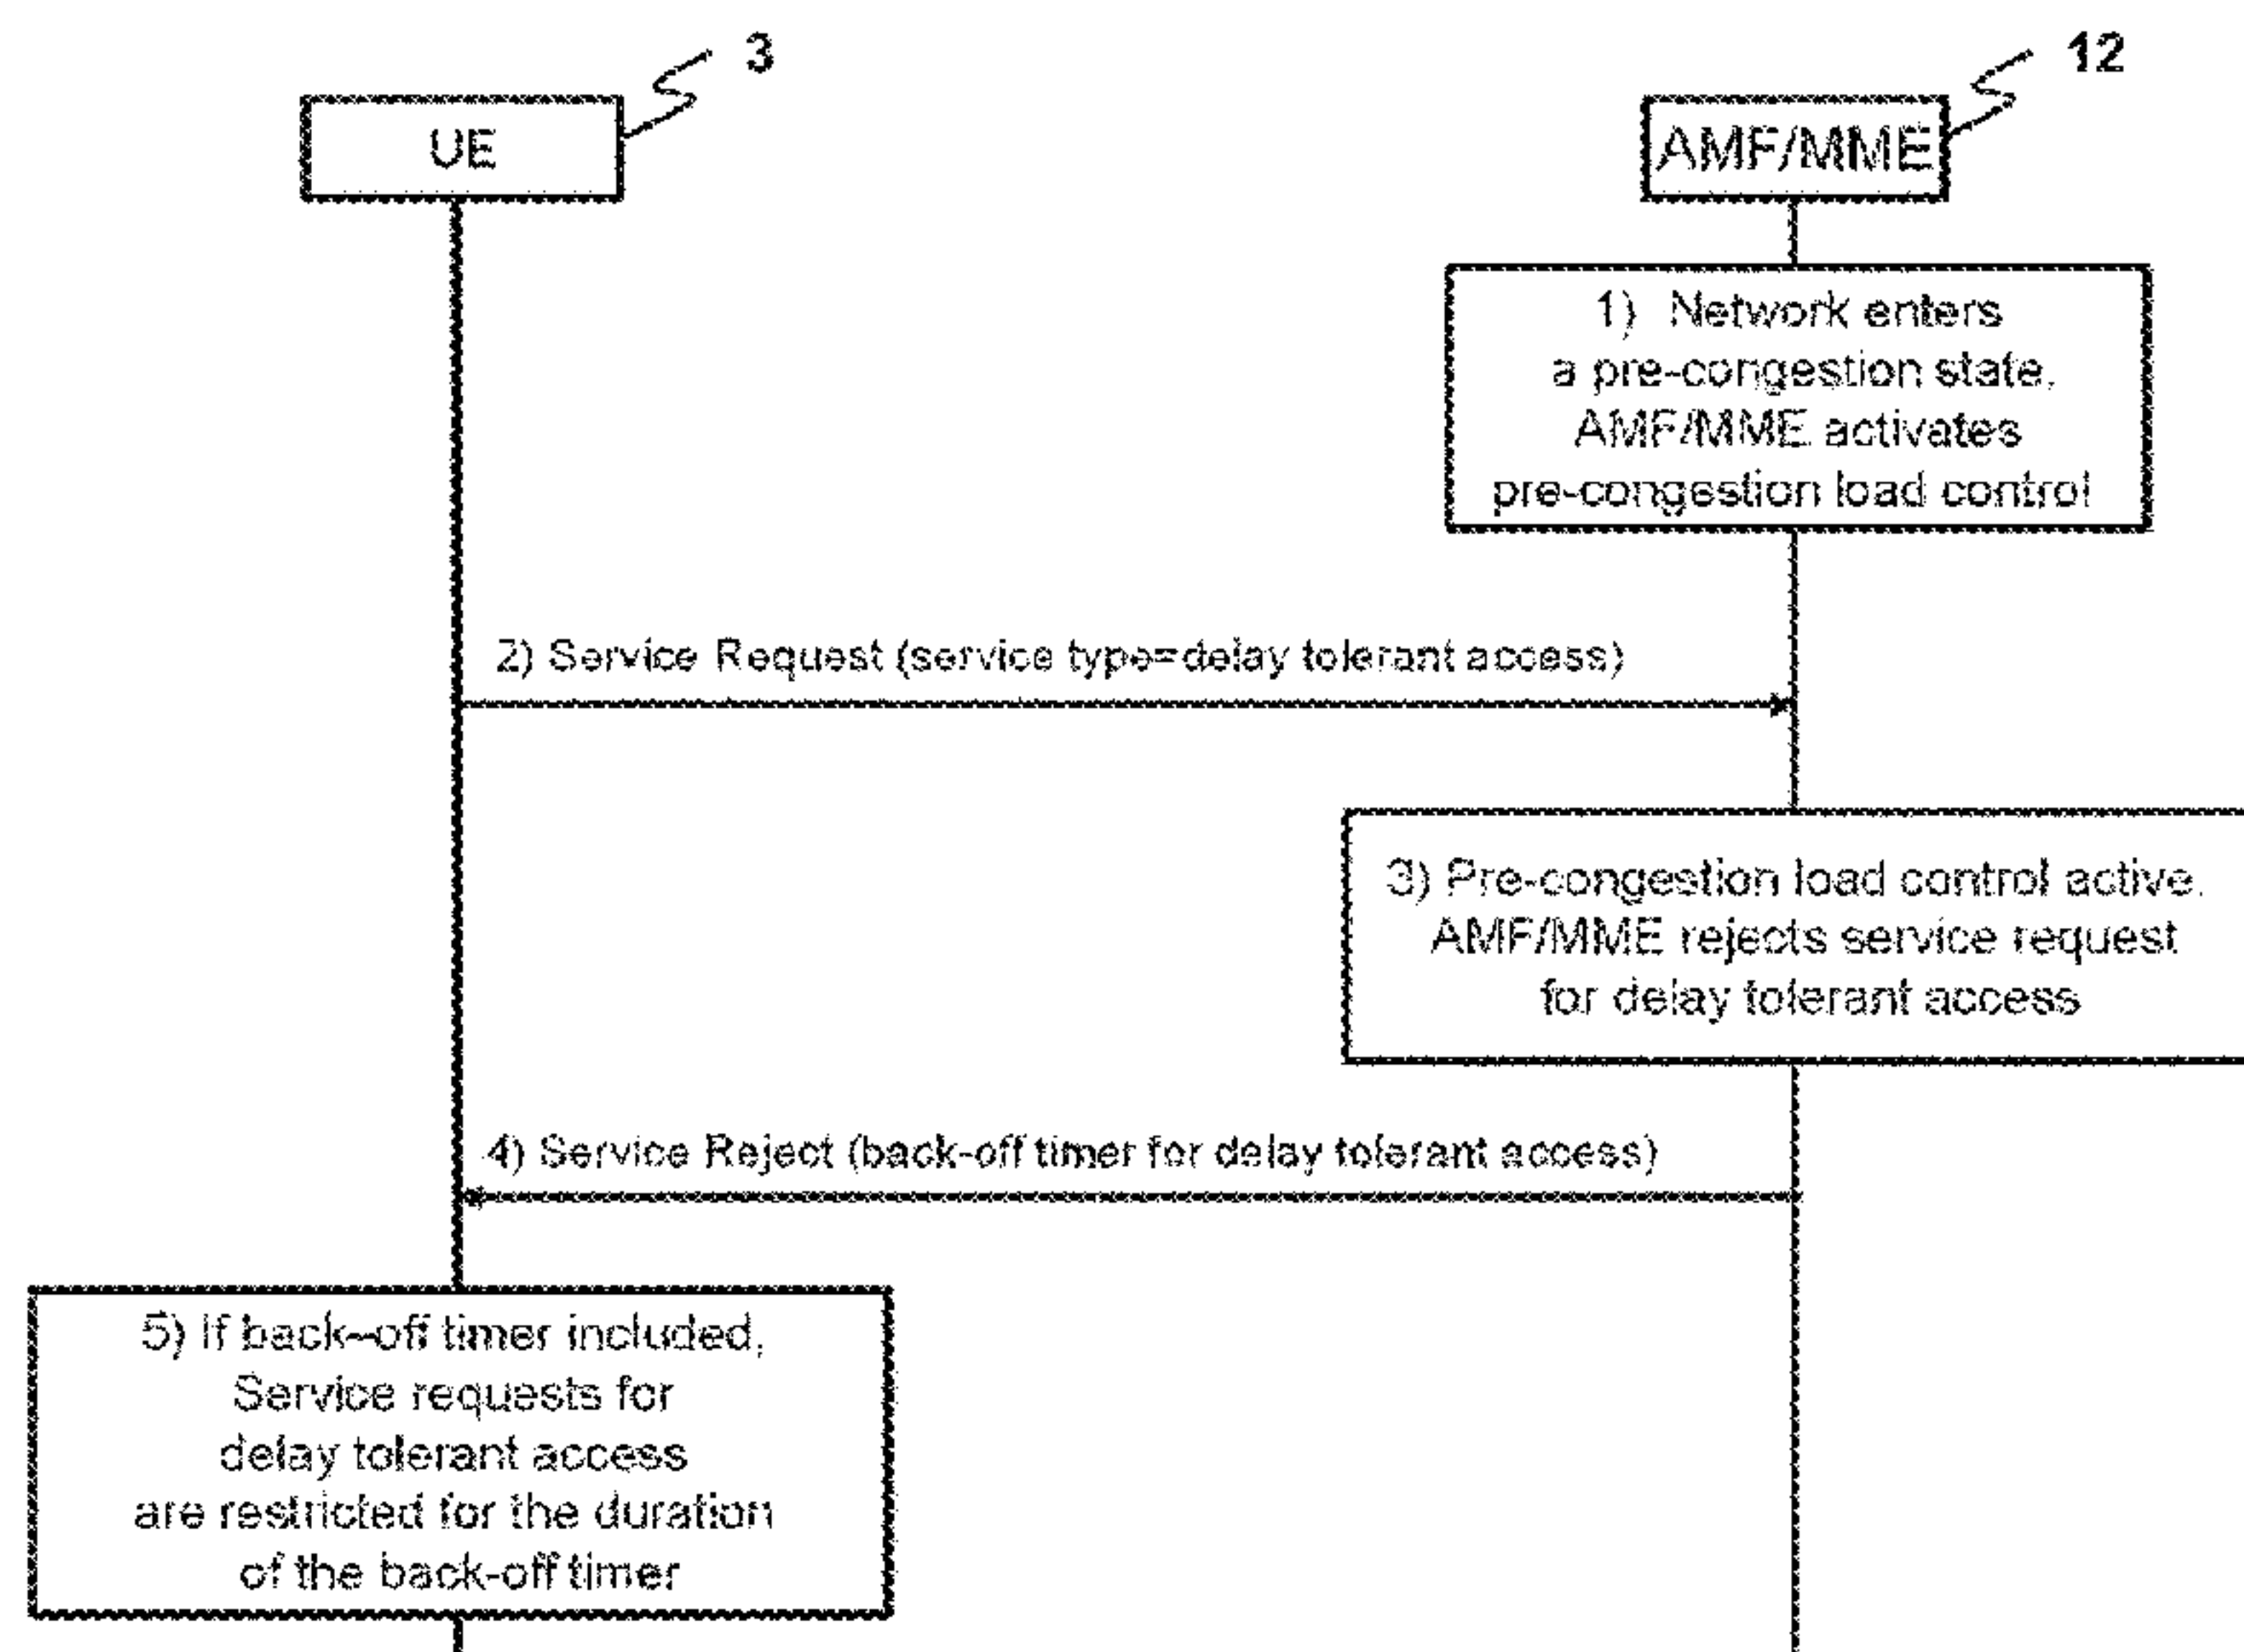 3
12
UE
AMF/MME
1) Network enters
a pre-congestion state.
AMF/MME activates
pre-congestion load control
2) Service Request (service type=delay tolerant access)
3) Pre-congestion load control active.
AMF/MME rejects service request
for delay tolerant access
4) Service Reject (back-off timer for delay tolerant access)
5) If back-off timer included,
Service requests for
delay tolerant access
are restricted for the duration
of the back-off timer